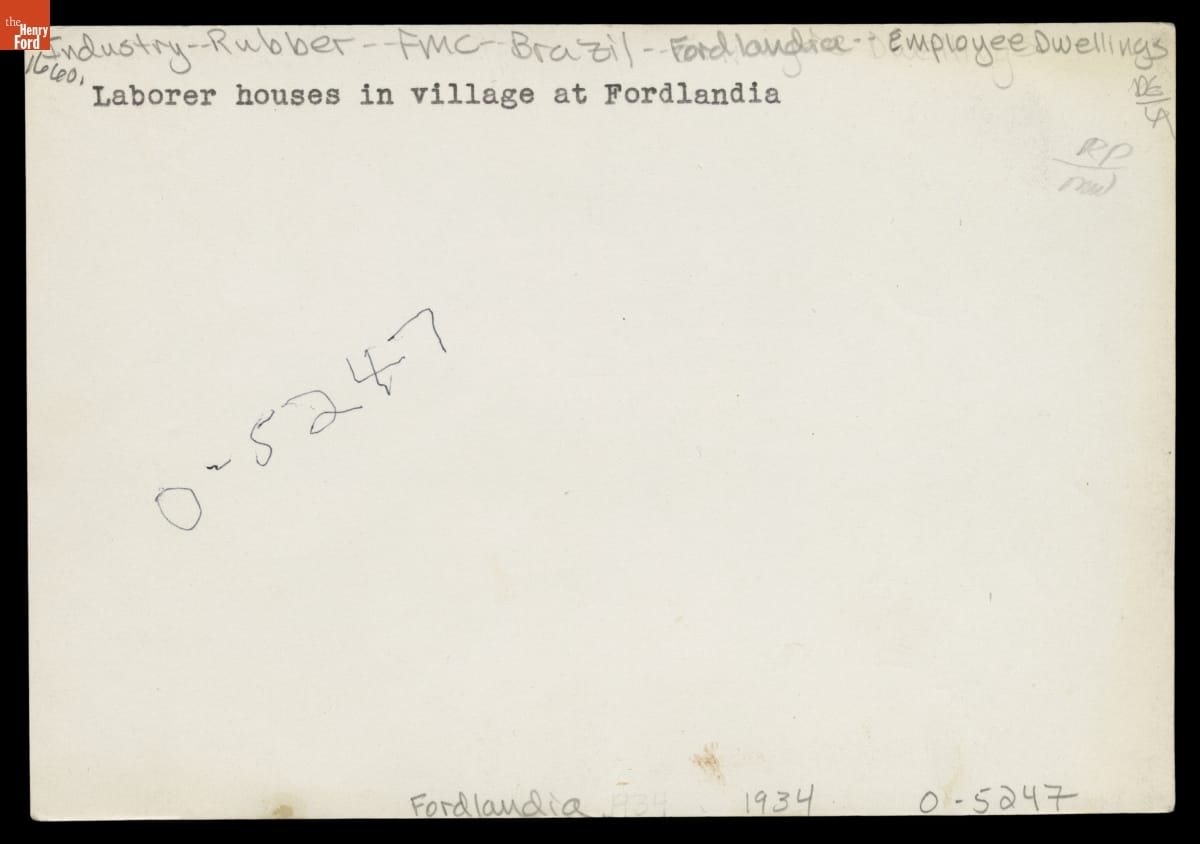 the
Henry
Ford
Industry--Rubber--FMC--Brazil--Fordlandia--Employee Dwellings
1660.
Laborer houses in village at Fordlandia
RP
0-5247
Fordlandia 1934 1934 0-5247